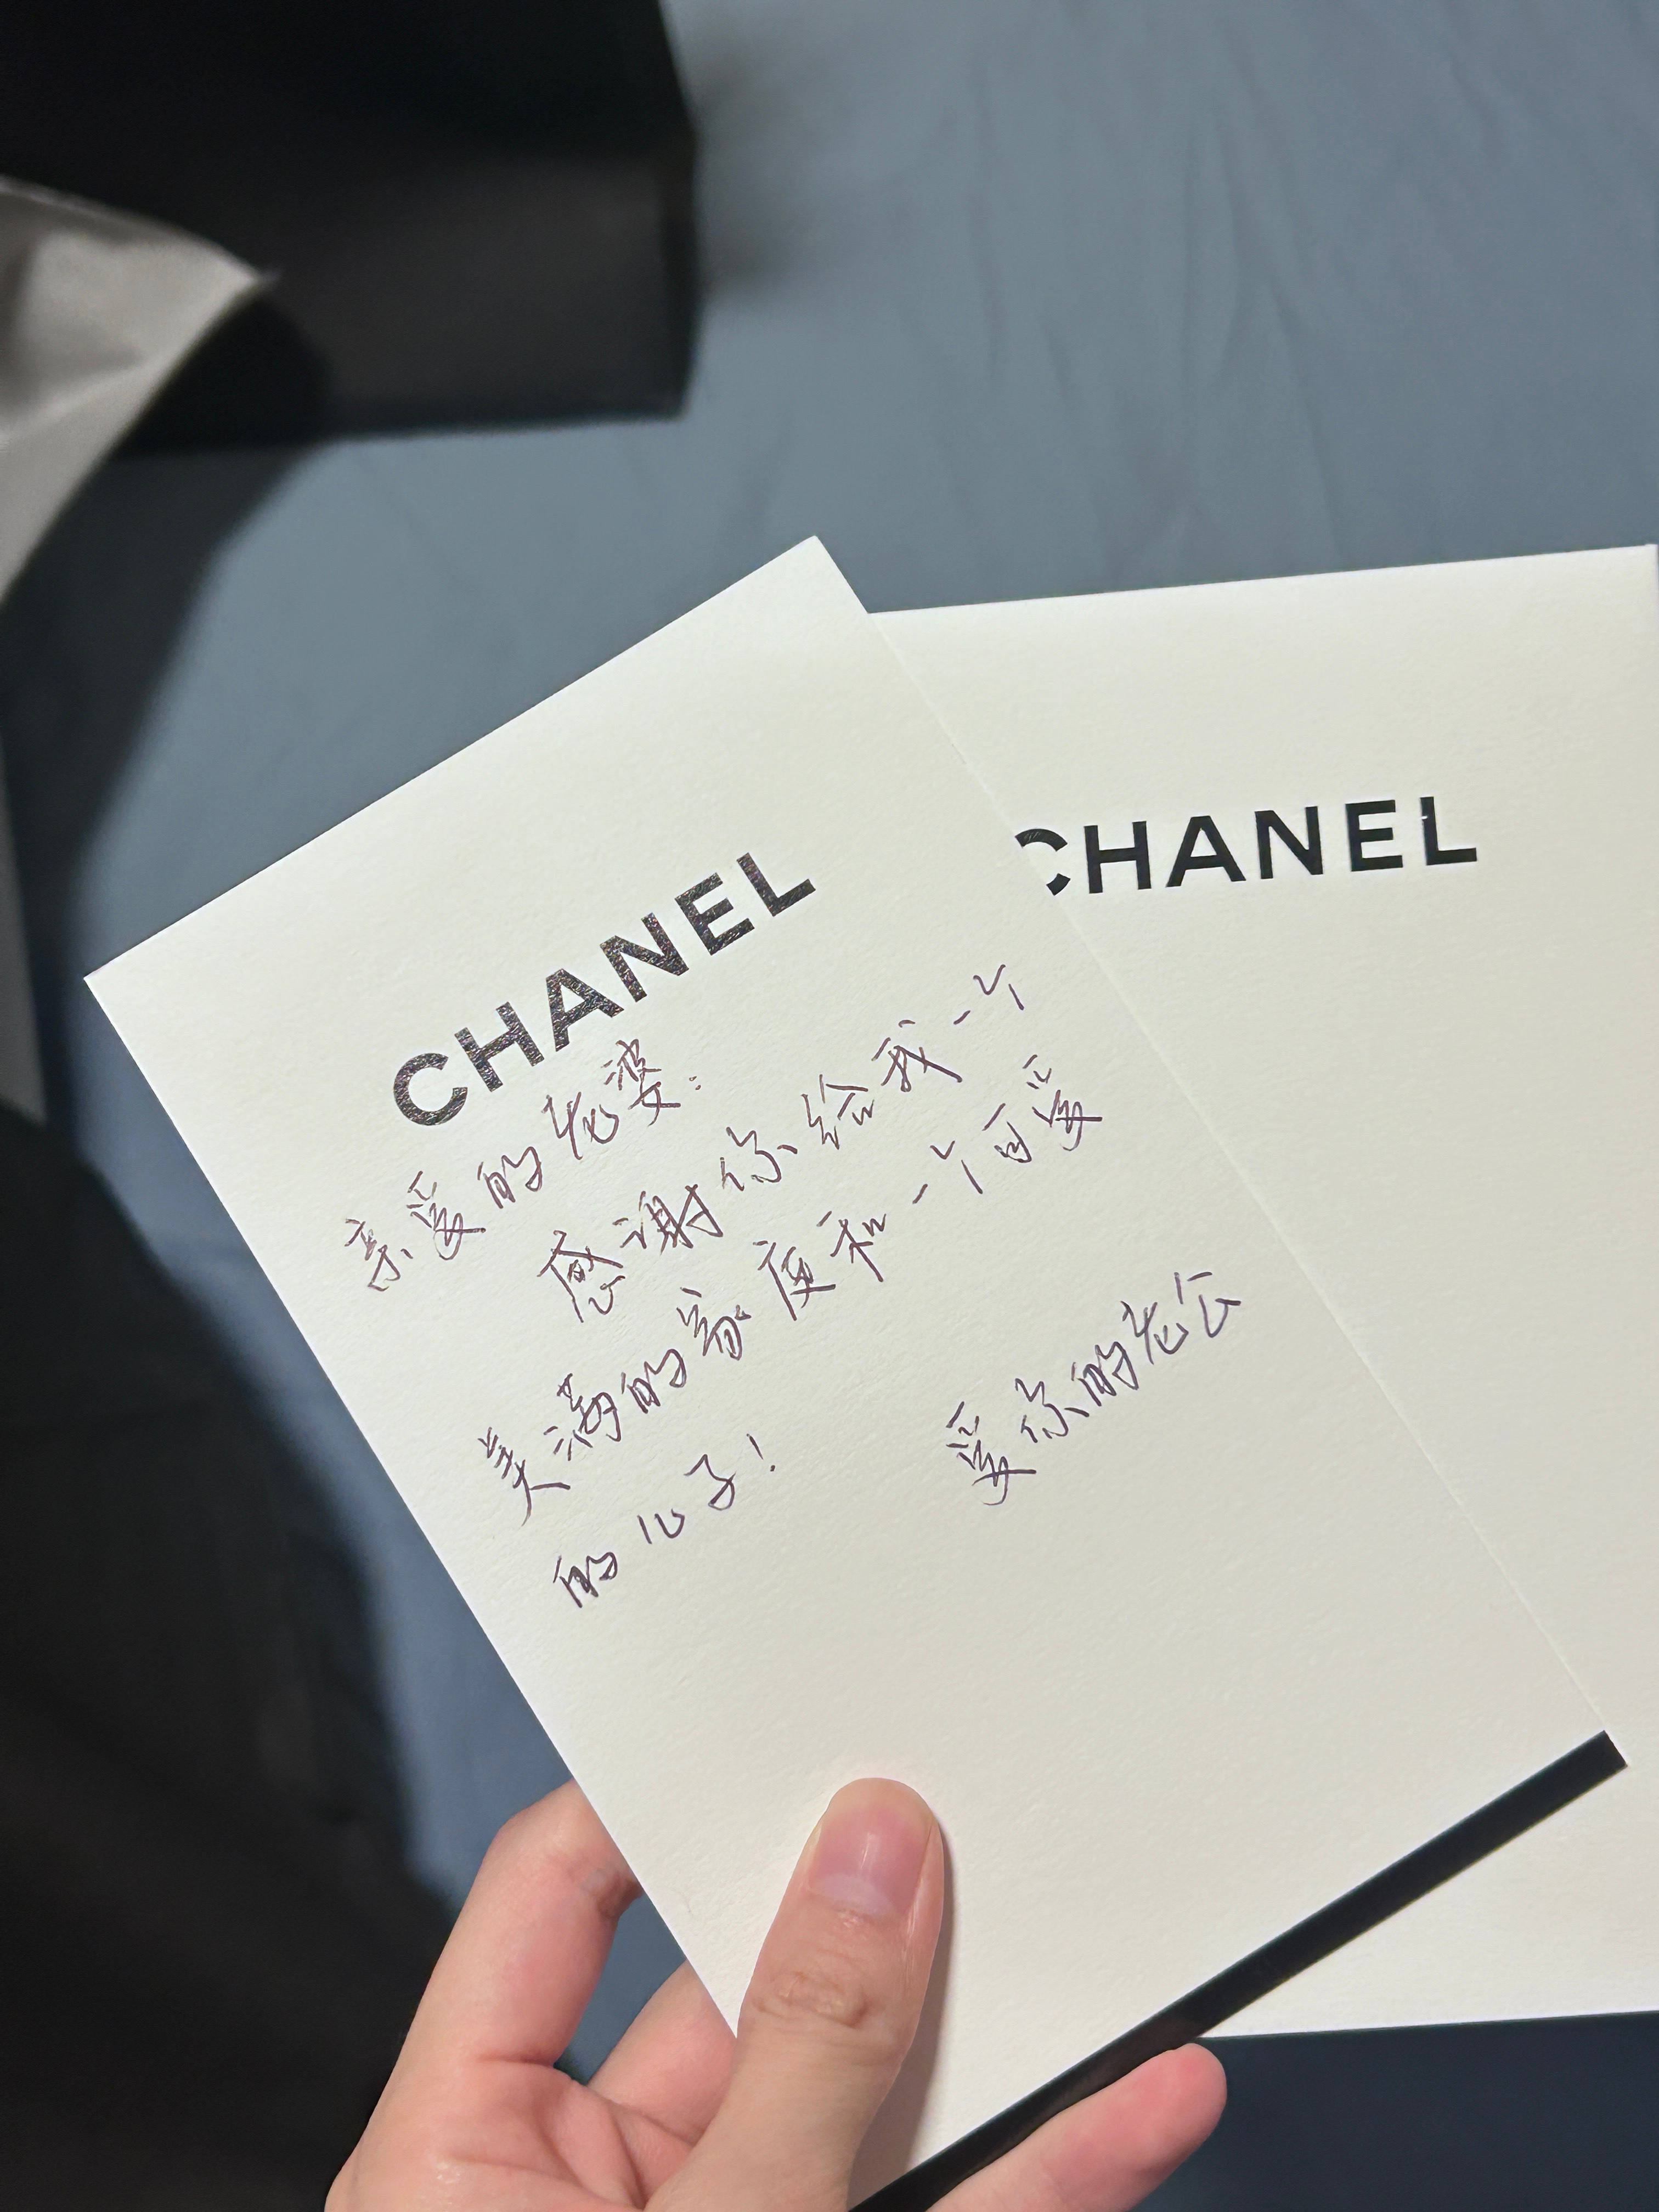 CHANEL
亲爱的老婆:
感谢你给我一个
美满的家庭和一个可爱
的儿子!
爱你的老公
CHANEL